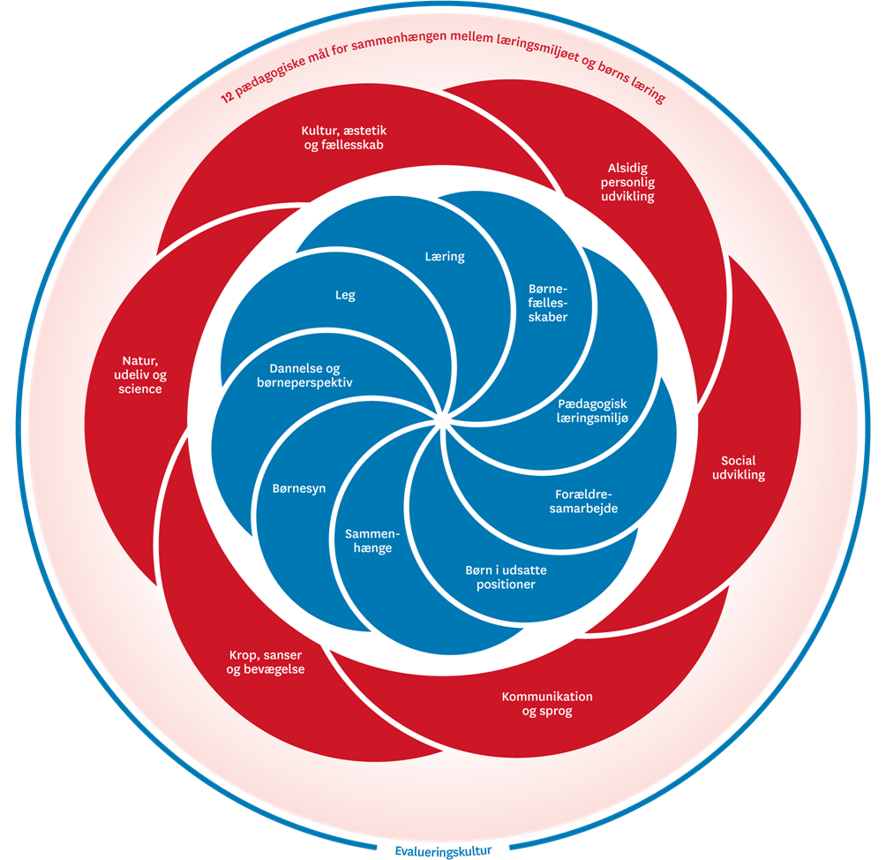 12 pædagogiske mål for sammenhængen mellem læringsmiljøet og børns læring
Kultur, æstetik
og fællesskab
Alsidig
personlig
udvikling
Læring
Børne-
fælles-
skaber
Leg
Natur,
udeliv og
science
Dannelse og
børneperspektiv
Pædagogisk
læringsmiljø
Social
udvikling
Børnesyn
Forældre-
samarbejde
Sammen-
hænge
Børn i udsatte
positioner
Krop, sanser
og bevægelse
Kommunikation
og sprog
Evalueringskultur